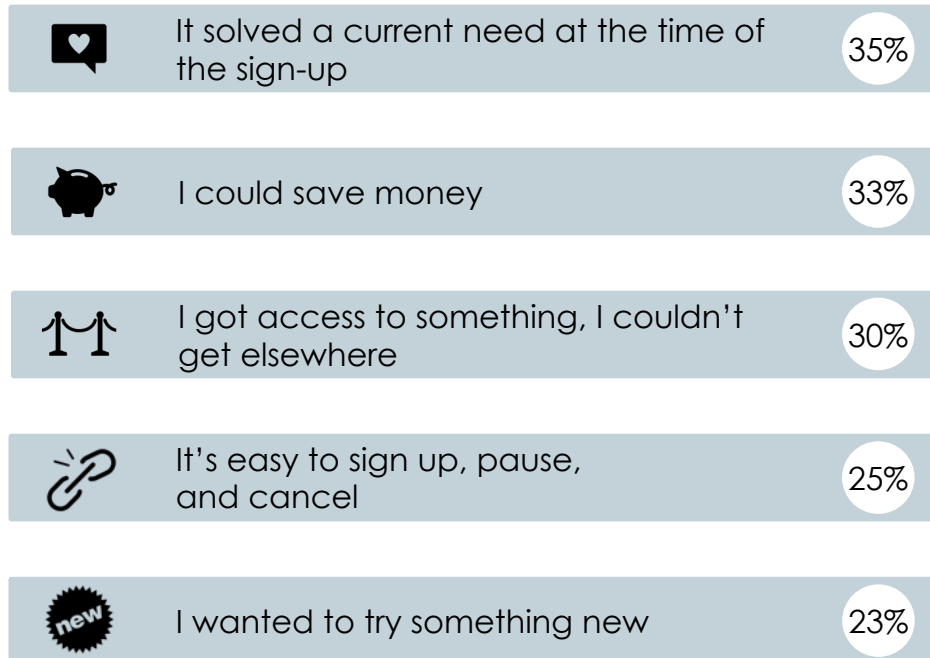 It solved a current need at the time of
the sign-up
35%
I could save money
33%
I got access to something, I couldn't
get elsewhere
30%
It's easy to sign up, pause,
and cancel
25%
new
I wanted to try something new
23%